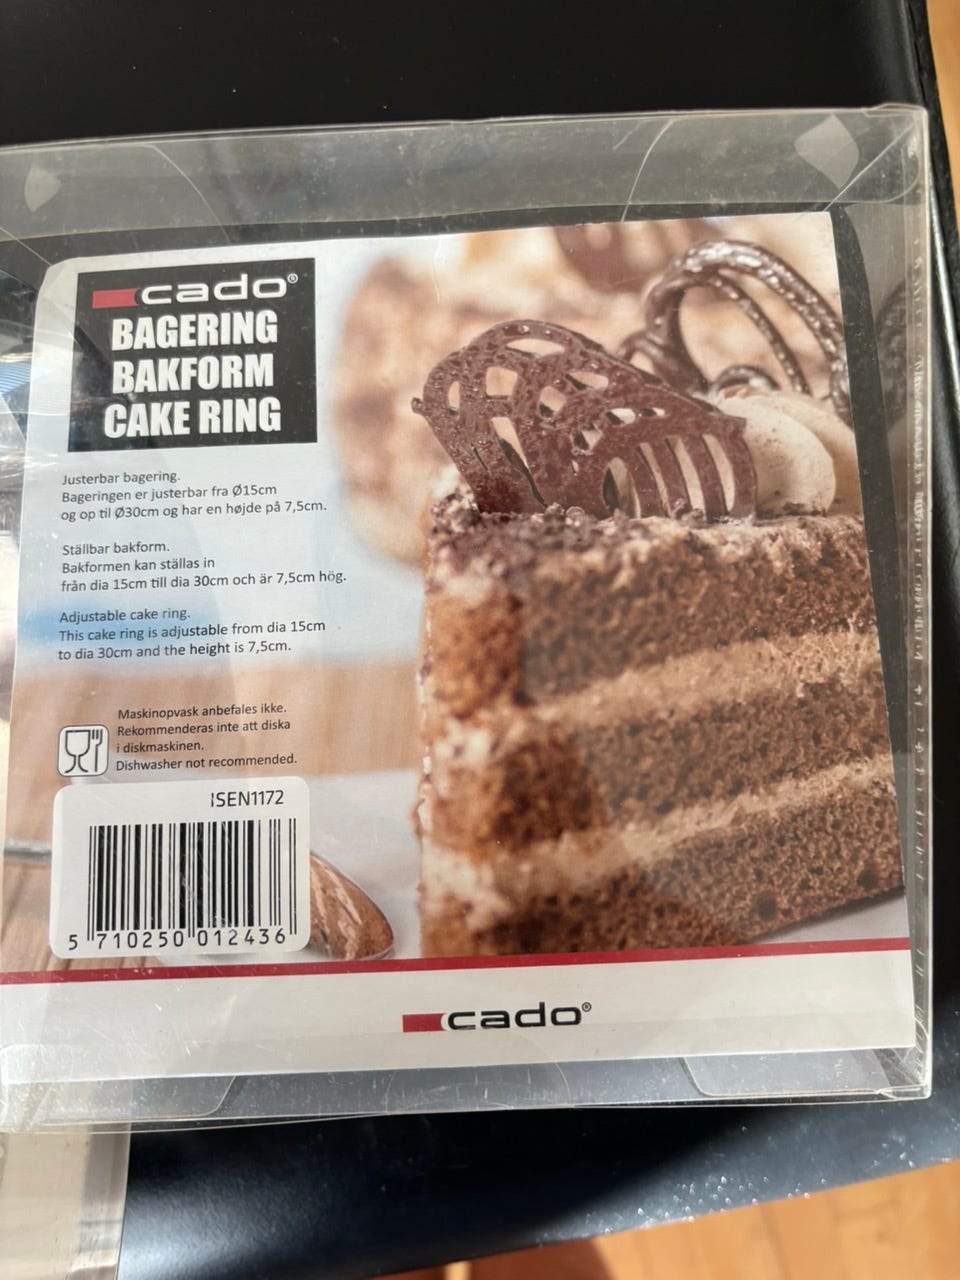 cado®
BAGERING
BAKFORM
CAKE RING
Justerbar bagering.
Bageringen er justerbar fra Ø15cm
og op til Ø30cm og har en højde på 7,5cm.
Ställbar bakform.
Bakformen kan ställas in
från dia 15cm till dia 30cm och är 7,5cm hög.
Adjustable cake ring.
This cake ring is adjustable from dia 15cm
to dia 30cm and the height is 7,5cm.
Maskinopvask anbefales ikke.
Rekommenderas inte att diska
i diskmaskinen.
Dishwasher not recommended.
ISEN1172
5 710250 012436
cado®